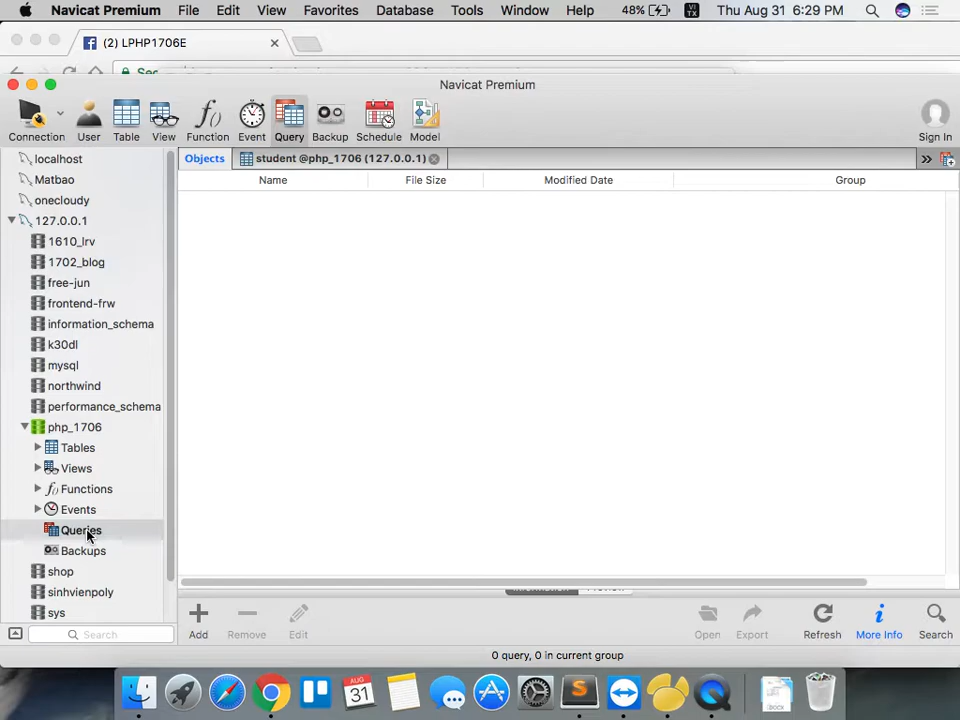 Navicat Premium File Edit View Favorites Database Tools Window Help 48% VI TX Thu Aug 31 6:29 PM
(2) LPHP1706E
Navicat Premium
Connection User Table View Function Event Query Backup Schedule Model Sign In
Objects student @php_1706 (127.0.0.1)
Name File Size Modified Date Group
localhost
Matbao
onecloudy
127.0.0.1
1610_lrv
1702_blog
free-jun
frontend-frw
information_schema
k30dl
mysql
northwind
performance_schema
php_1706
Tables
Views
Functions
Events
Queries
Backups
shop
sinhvienpoly
sys
Search
Add Remove Edit Open Export Refresh More Info Search
0 query, 0 in current group
AUG
31
DOCX